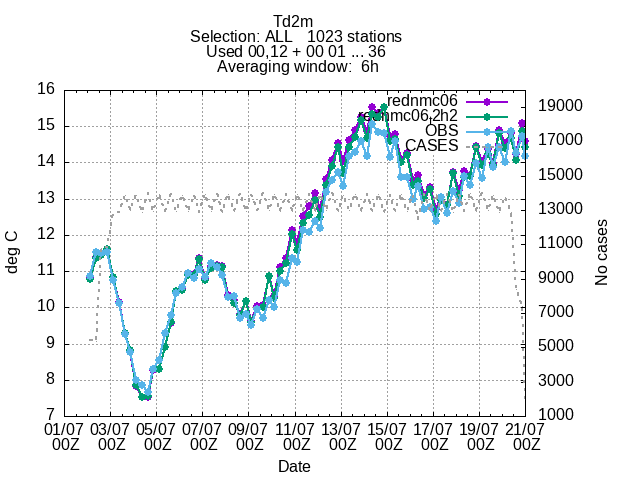 Td2m
Selection: ALL   1023 stations
Used 00,12 + 00 01 ... 36
Averaging window:  6h
rednmc06
rednmc06,2h2
OBS
CASES
16
15
14
13
12
11
10
9
8
7
deg C
19000
17000
15000
13000
11000
9000
7000
5000
3000
1000
No cases
01/07 03/07 05/07 07/07 09/07 11/07 13/07 15/07 17/07 19/07 21/07
00Z 00Z 00Z 00Z 00Z 00Z 00Z 00Z 00Z 00Z 00Z
Date